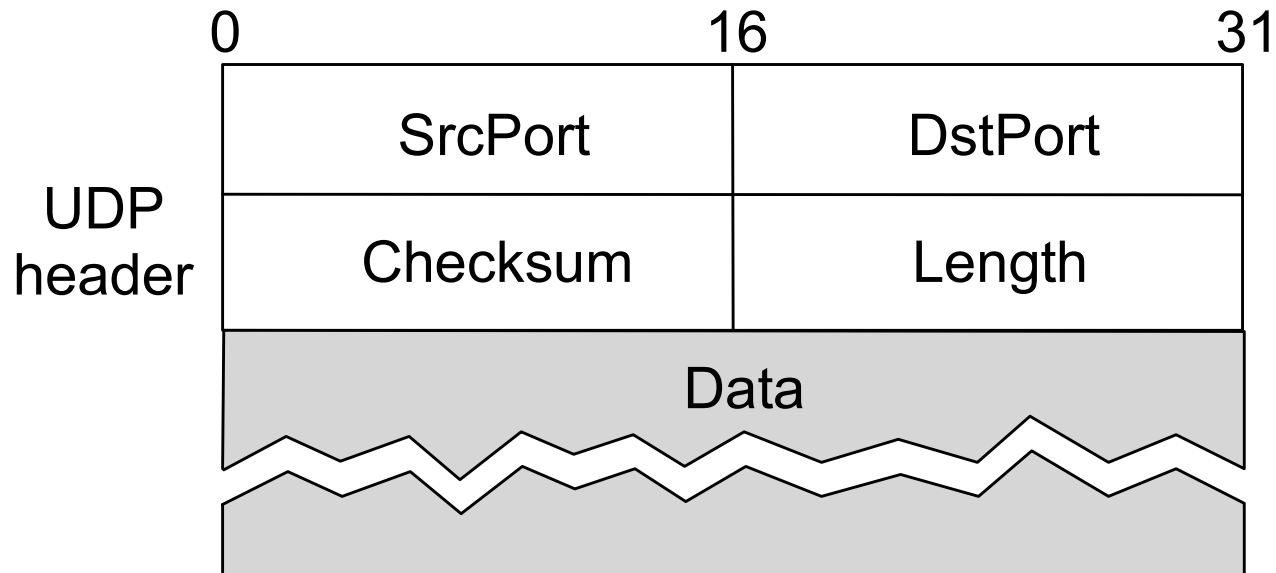 0 16 31
SrcPort DstPort
UDP
header
Checksum Length
Data